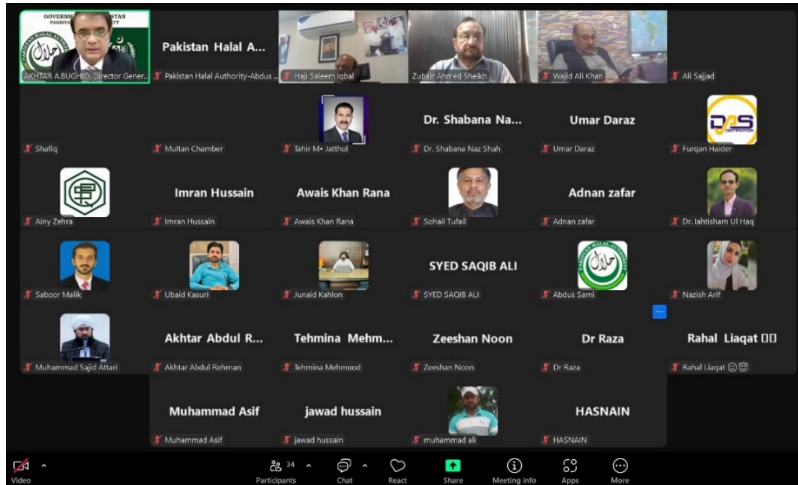 Pakistan Halal A...
AKHTAR A.BUGHIO, Director Gener...
Pakistan Halal Authority-Abdus ...
Haji Saleem Iqbal
Zubair Ahmed Sheikh
Wajid Ali Khan
Ali Sajjad
Dr. Shabana Na...
Umar Daraz
DAS
Shafiq
Multan Chamber
Tahir M• Jatthol
Dr. Shabana Naz Shah
Umar Daraz
Furqan Haider
Imran Hussain
Awais Khan Rana
Adnan zafar
Ainy Zehra
Imran Hussain
Awais Khan Rana
Sohail Tufail
Adnan zafar
Dr. Iahtisham Ul Haq
SYED SAQIB ALI
حلال
Saboor Malik
Ubaid Kasuri
Junaid Kahlon
SYED SAQIB ALI
Abdus Sami
Nazish Arif
Akhtar Abdul R...
Tehmina Mehm...
Zeeshan Noon
Dr Raza
Rahal Liaqat
Muhammad Sajid Attari
Akhtar Abdul Rehman
Tehmina Mehmood
Zeeshan Noon
Dr Raza
Rahal Liaqat
Muhammad Asif
jawad hussain
HASNAIN
Muhammad Asif
jawad hussain
muhammad ali
HASNAIN
Video
34
Participants
Chat
React
Share
Meeting Info
Apps
More